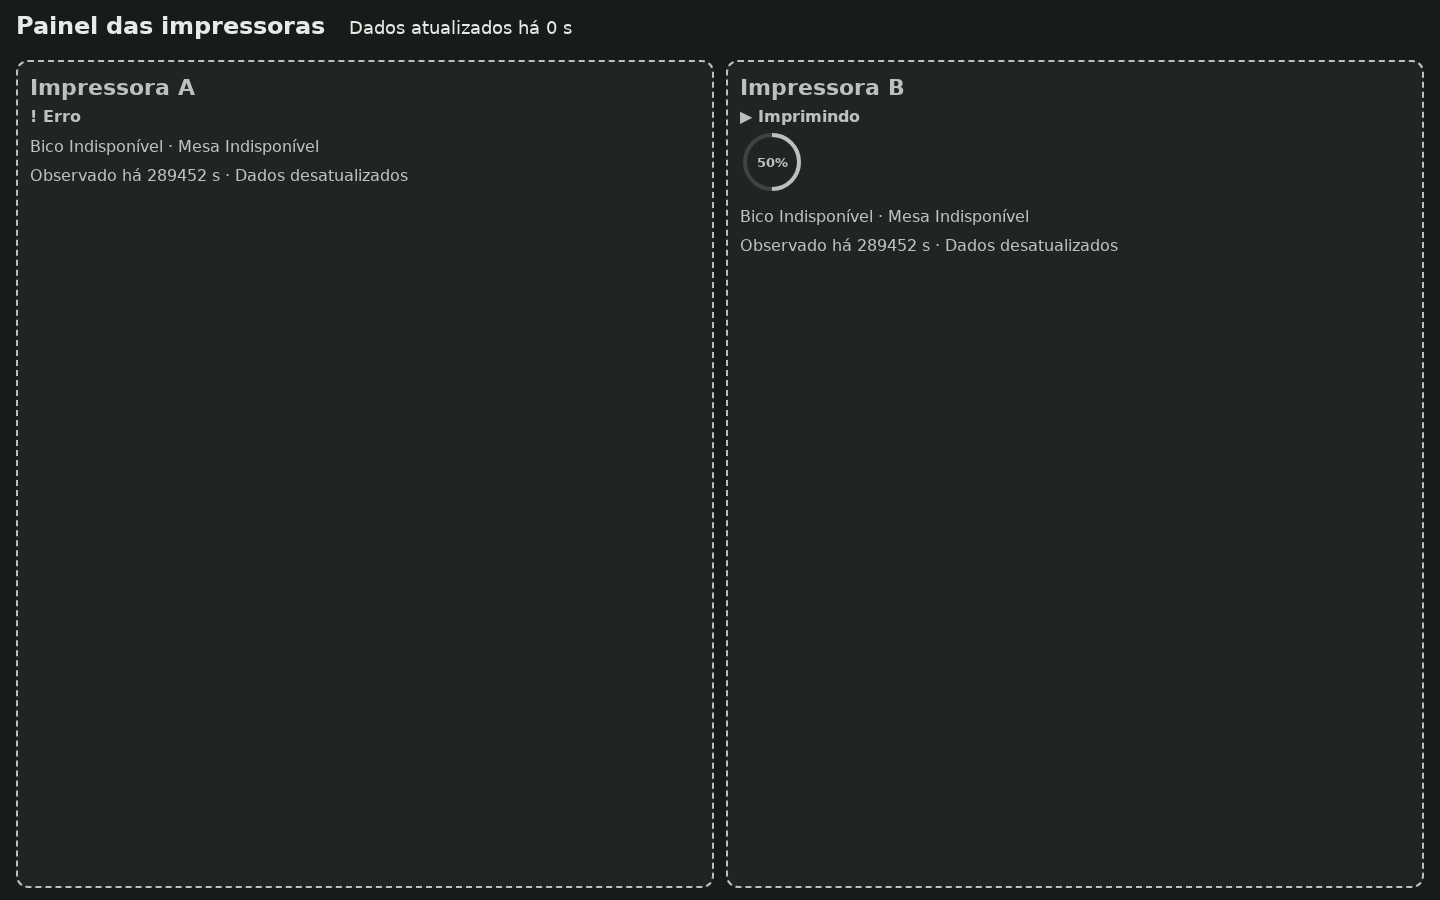 Painel das impressoras Dados atualizados há 0 s
Impressora A
! Erro
Bico Indisponível · Mesa Indisponível
Observado há 289452 s · Dados desatualizados
Impressora B
▶ Imprimindo
50%
Bico Indisponível · Mesa Indisponível
Observado há 289452 s · Dados desatualizados